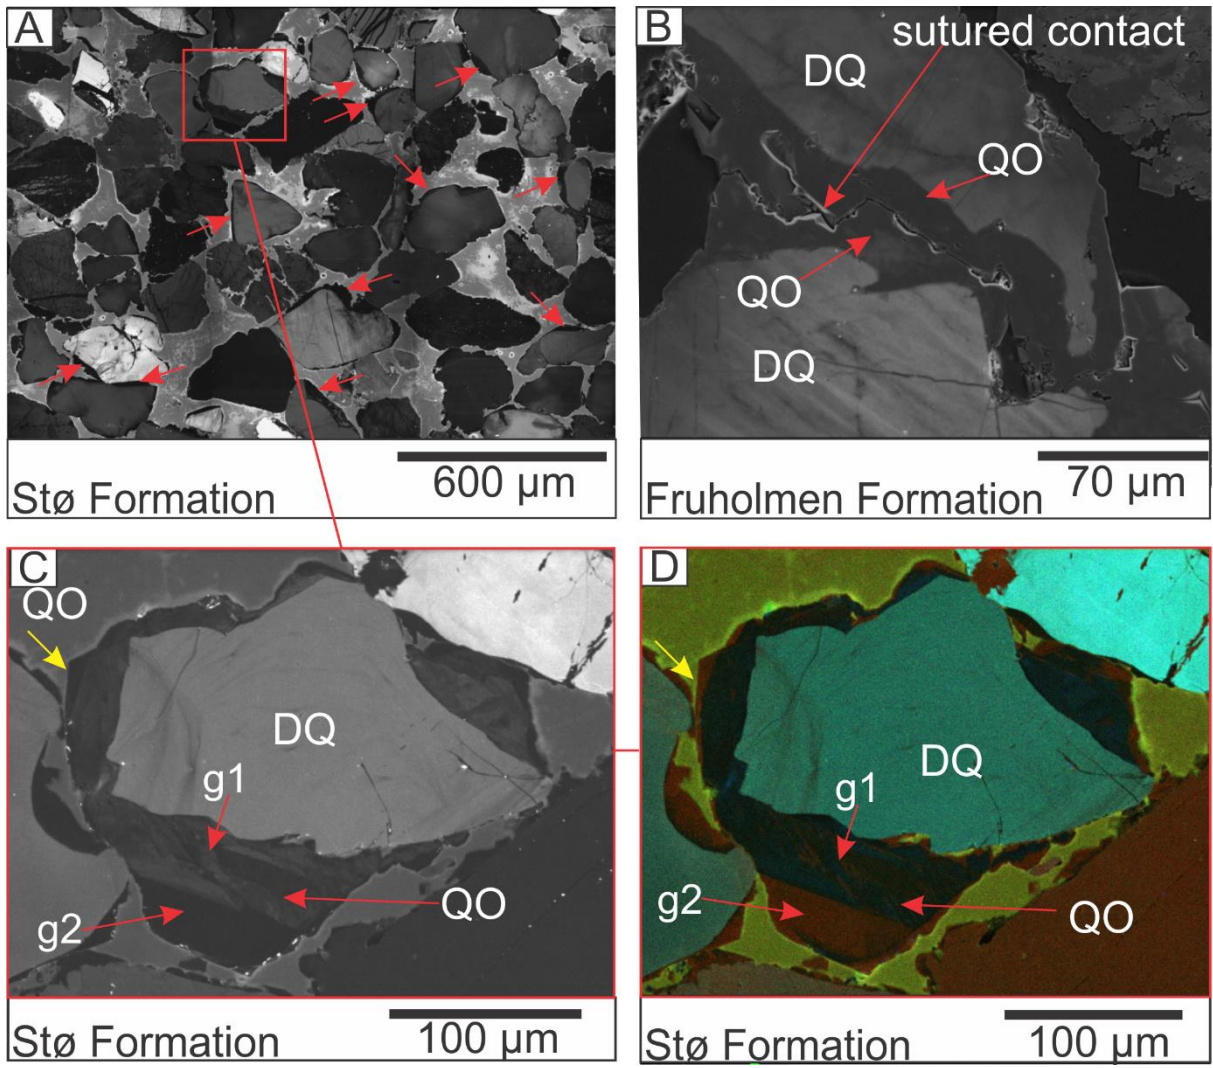 A
600 µm
Stø Formation
B
sutured contact
DQ
QO
QO
DQ
70 µm
Fruholmen Formation
C
QO
DQ
g1
QO
g2
100 µm
Stø Formation
D
DQ
g1
g2
QO
100 µm
Stø Formation